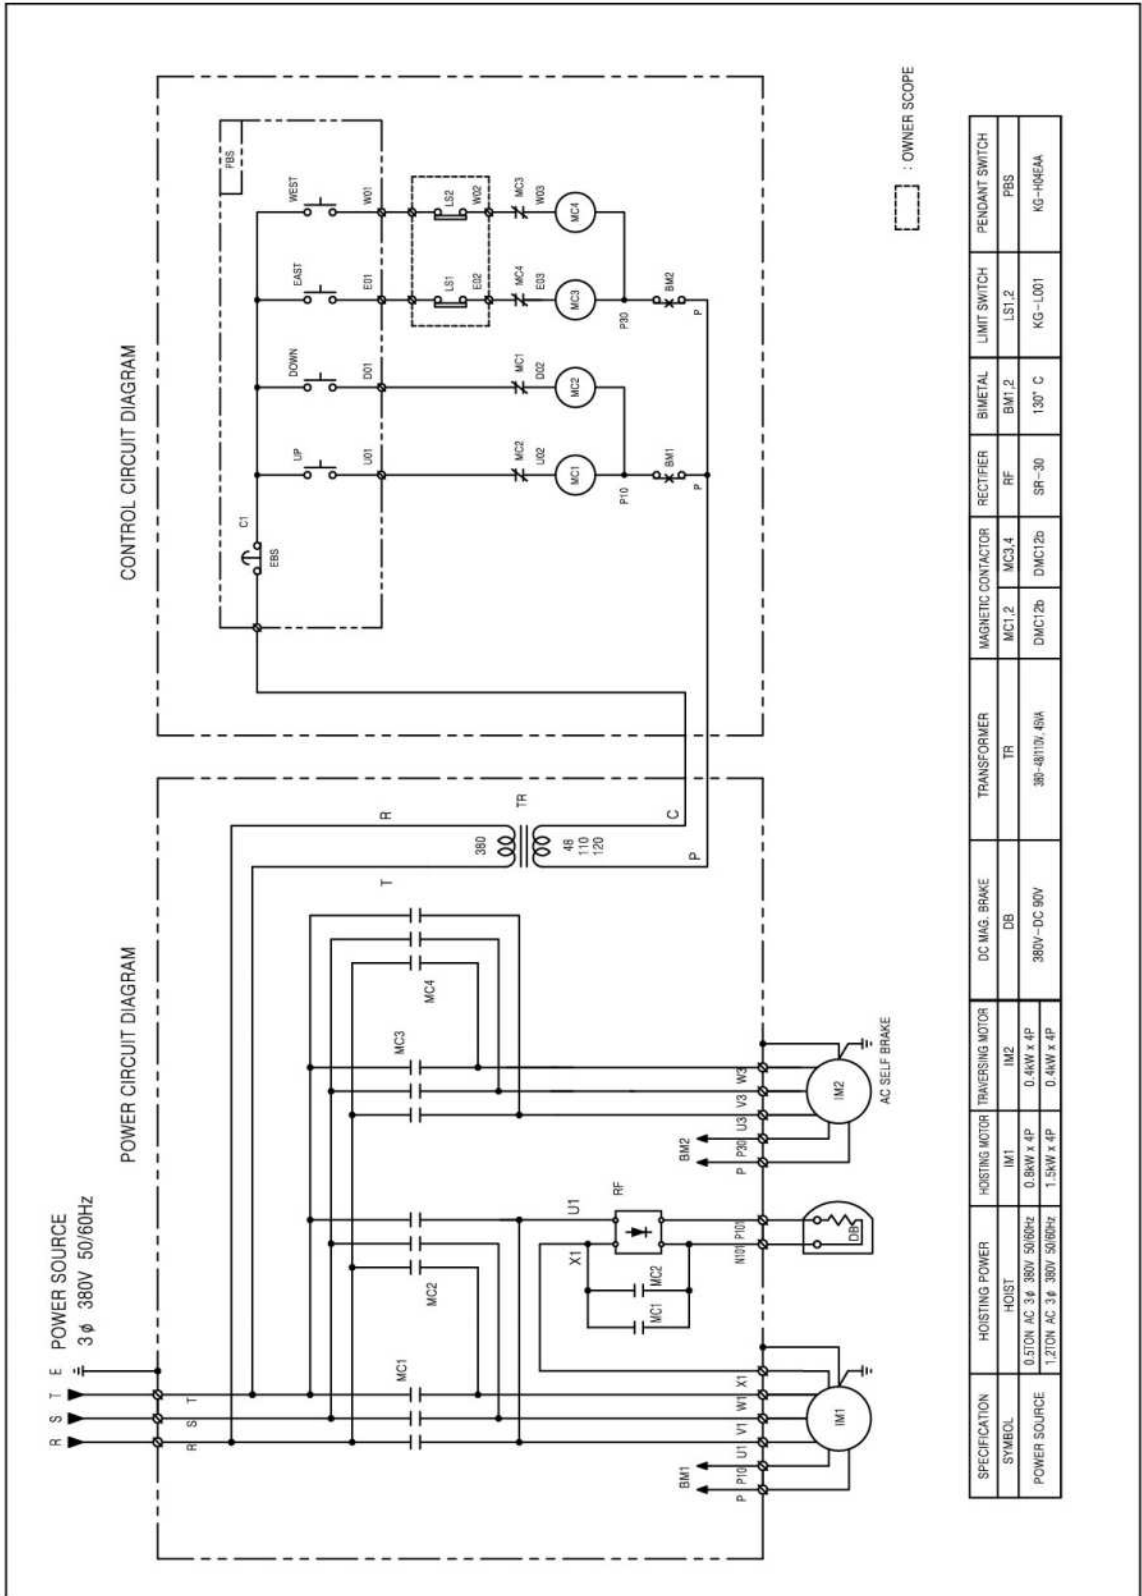 POWER SOURCE
3 ϕ 380V 50/60Hz
R S T E
POWER CIRCUIT DIAGRAM
R S T
MC1
MC2
MC3
MC4
T
R
380
TR
48
110
120
P
C
X1
U1
RF
MC1
MC2
BM1
P P10 U1 V1 W1 X1
IM1
N101 P101
DB
BM2
P P30 U3 V3 W3
IM2
AC SELF BRAKE
CONTROL CIRCUIT DIAGRAM
PBS
C1
EBS
UP
DOWN
EAST
WEST
U01
D01
E01
W01
LS1
LS2
E02
W02
MC2
MC1
MC4
MC3
U02
D02
E03
W03
MC1
MC2
MC3
MC4
P10
P30
BM1
BM2
P
P
: OWNER SCOPE
SPECIFICATION HOISTING POWER HOISTING MOTOR TRAVERSING MOTOR DC MAG. BRAKE TRANSFORMER MAGNETIC CONTACTOR RECTIFIER BIMETAL LIMIT SWITCH PENDANT SWITCH
SYMBOL HOIST IM1 IM2 DB TR MC1,2 MC3,4 RF BM1,2 LS1,2 PBS
POWER SOURCE 0.5TON AC 3ϕ 380V 50/60Hz 0.8kW x 4P 0.4kW x 4P 380V-DC 90V 380-48/110V, 45VA DMC12b DMC12b SR-30 130° C KG-L001 KG-H04EAA
1,2TON AC 3ϕ 380V 50/60Hz 1.5kW x 4P 0.4kW x 4P